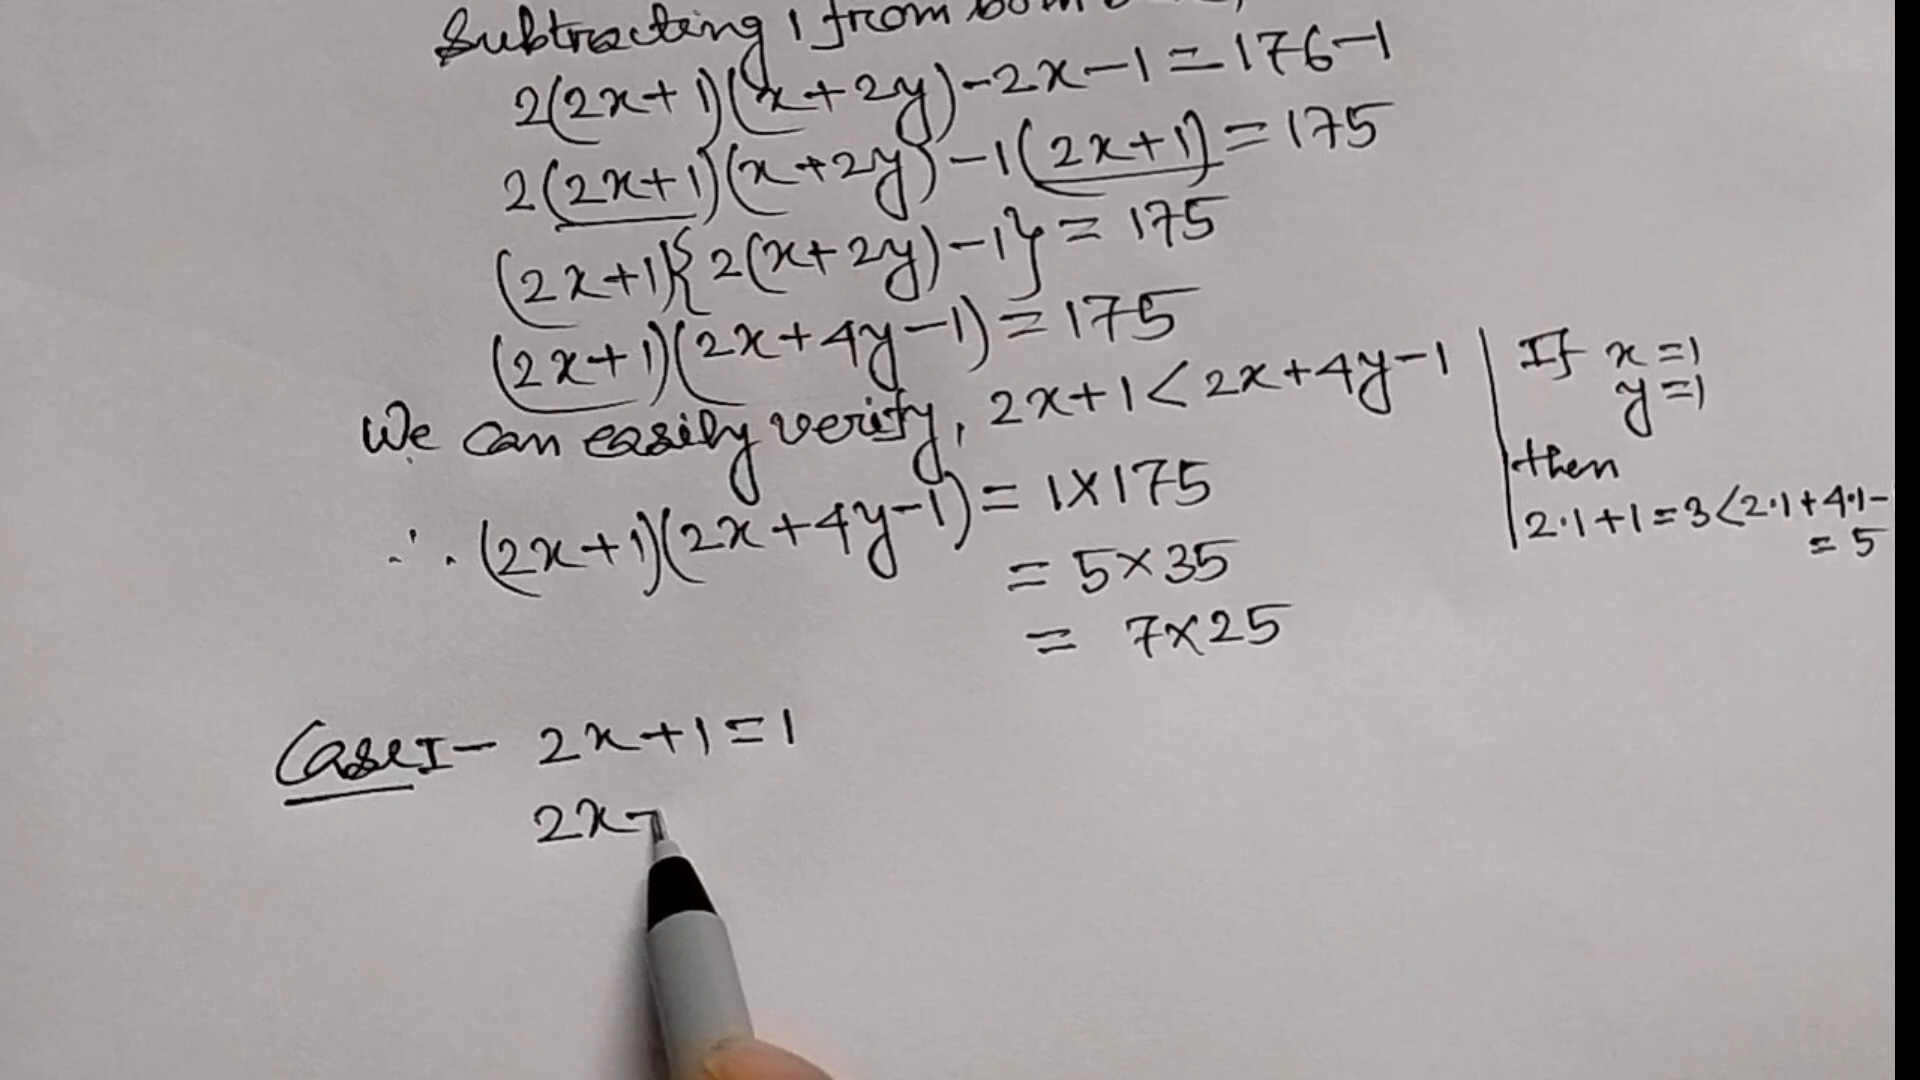 Subtracting 1 from both
2(2x+1)(x+2y)-2x-1=176-1
2(2x+1)(x+2y)-1(2x+1)=175
(2x+1){2(x+2y)-1}=175
(2x+1)(2x+4y-1)=175
We can easily verify, 2x+1<2x+4y-1
∴ (2x+1)(2x+4y-1)=1×175
=5×35
= 7×25
If x=1
y=1
then
2·1+1=3<2·1+4·1-
=5
Case I- 2x+1=1
2x